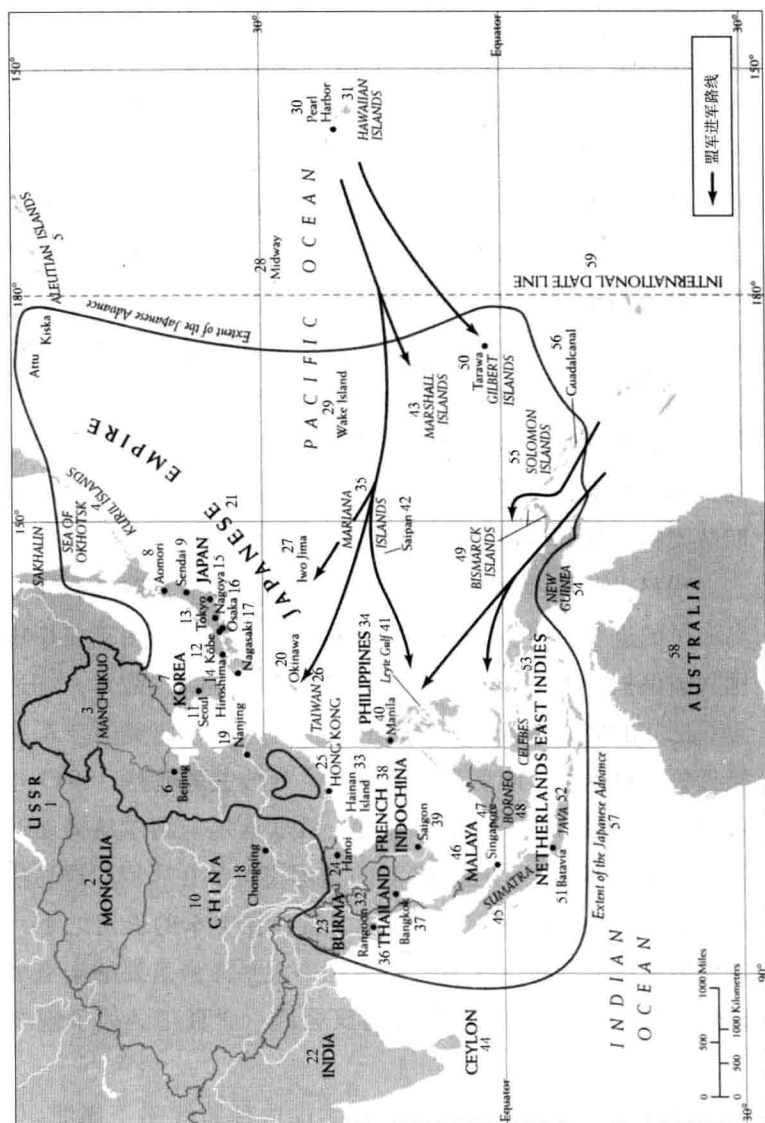 30°
Equator
30°
150°
180°
150°
90°
150°
30 Pearl Harbor
31
HAWAIIAN ISLANDS
ALEUTIAN ISLANDS
5
Attu
Kiska
Extent of the Japanese Advance
28
Midway
PACIFIC OCEAN
INTERNATIONAL DATE LINE
59
盟军进军路线
29
Wake Island
43
MARSHALL ISLANDS
50
Tarawa
GILBERT ISLANDS
56
Guadalcanal
55
SOLOMON ISLANDS
JAPANESE EMPIRE
21
KURIL ISLANDS
4
SEA OF OKHOTSK
SAKHALIN
8
Aomori
Sendai 9
JAPAN
13
Tokyo
Nagoya 15
12
Kōbe
16
Osaka
14
Hiroshima
Nagasaki 17
27
Iwo Jima
35
MARIANA ISLANDS
Saipan 42
49
BISMARCK ISLANDS
NEW GUINEA
54
20
Okinawa
7
KOREA
11
Seoul
3
MANCHUKUO
USSR
1
2
MONGOLIA
6
Beijing
19
Nanjing
10
CHINA
18
Chongqing
TAIWAN 26
25
HONG KONG
Hainan Island
33
PHILIPPINES 34
Leyte Gulf 41
40
Manila
24
Hanoi
FRENCH INDOCHINA
38
Saigon
39
23
BURMA
Rangoon
32
THAILAND
36
Bangkok
37
22
INDIA
CEYLON
44
46
MALAYA
Singapore
47
45
SUMATRA
BORNEO
48
CELEBES
53
NETHERLANDS EAST INDIES
51 Batavia
JAVA 52
57
Extent of the Japanese Advance
58
AUSTRALIA
INDIAN OCEAN
Equator
0 500 1000 Miles
0 500 1000 Kilometers